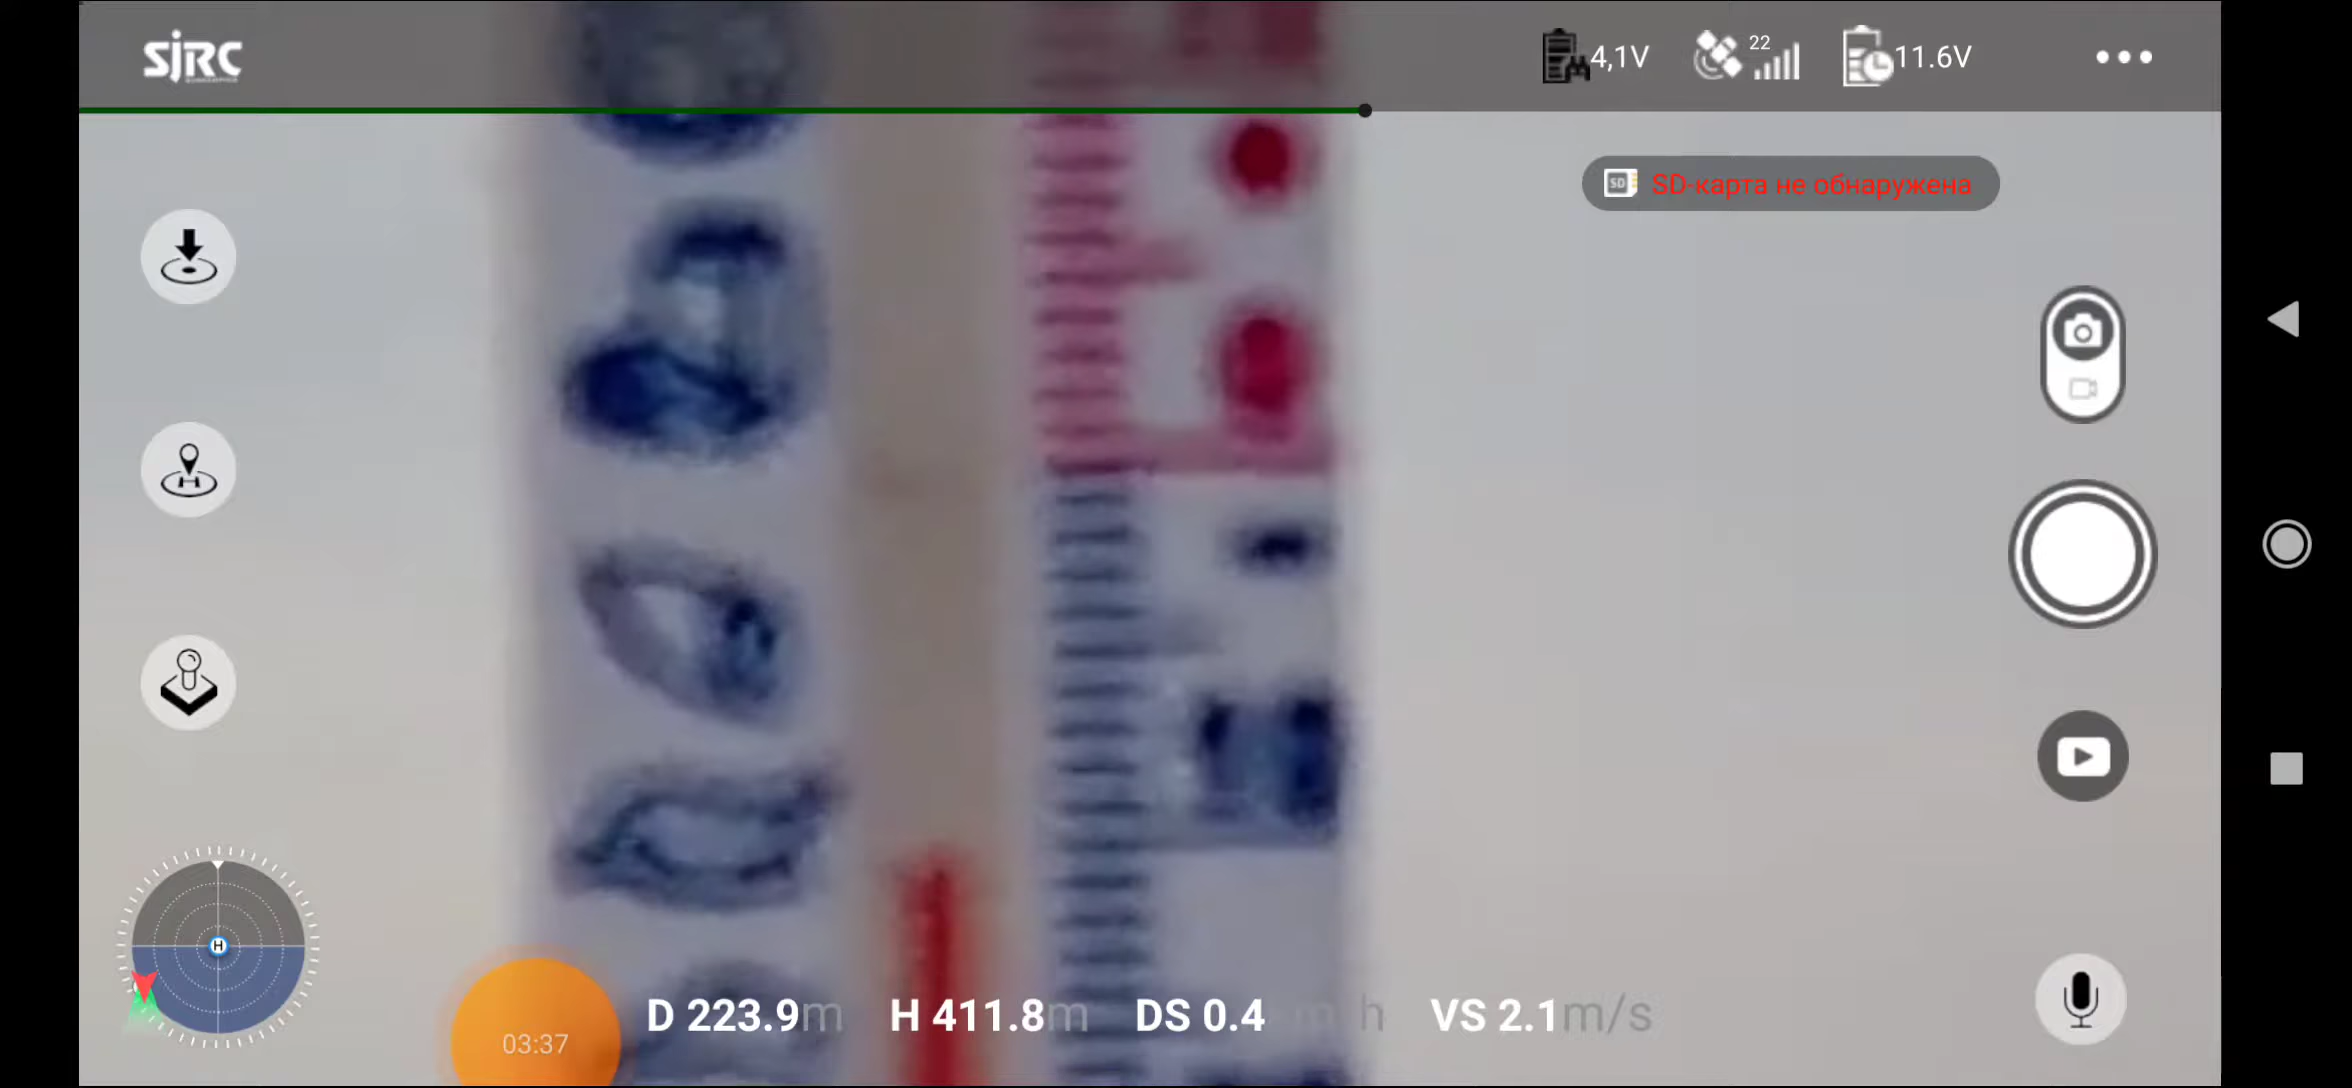 SJRC
4,1V
22
11.6V
SD
SD-карта не обнаружена
H
D 223.9m H 411.8m DS 0.4 m h VS 2.1m/s
03:37